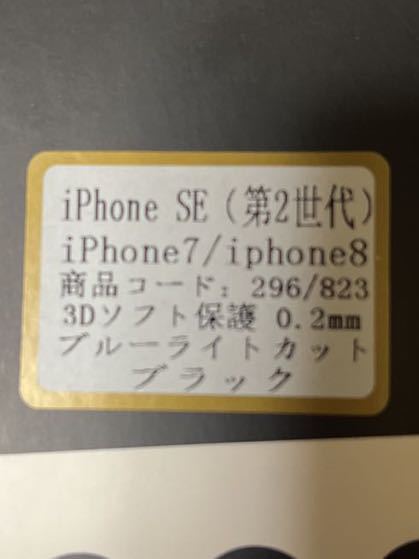 iPhone SE (第2世代)
iPhone7/iphone8
商品コード: 296/823
3Dソフト保護 0.2mm
ブルーライトカット
ブラック